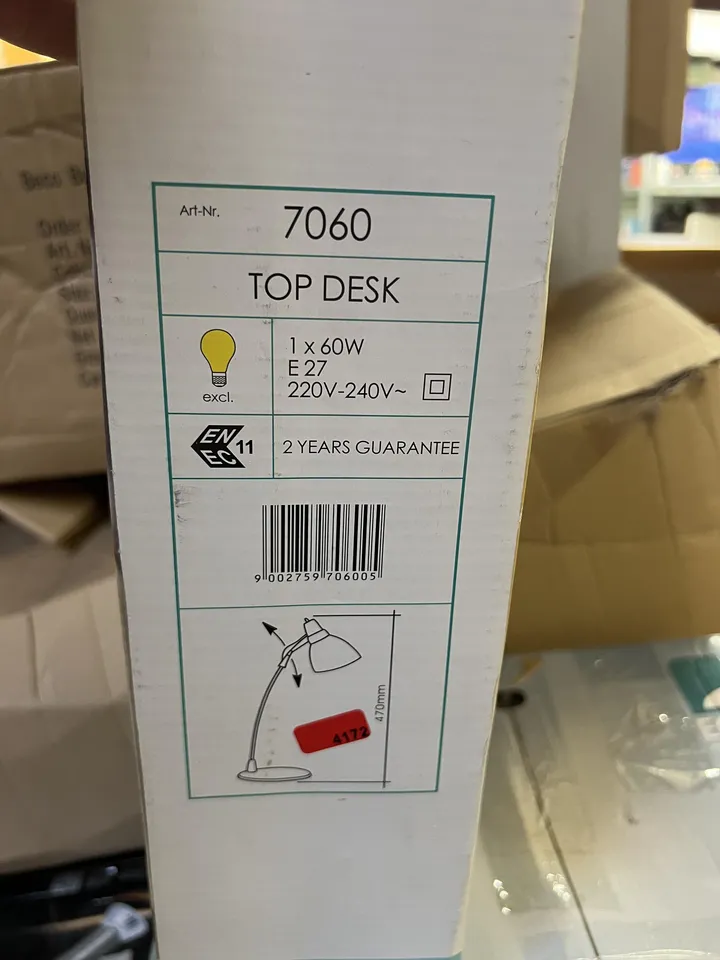 Art-Nr. 7060
TOP DESK
1 x 60W
E 27
220V-240V~
excl.
EN
EC 11
2 YEARS GUARANTEE
9 002759 706005
470mm
4172